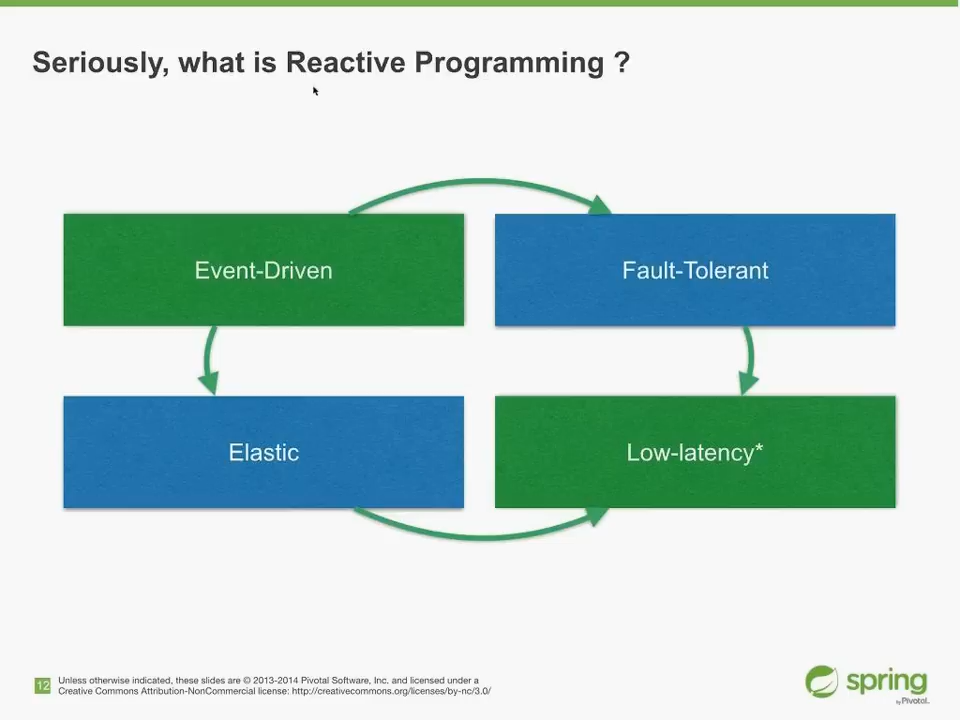 Seriously, what is Reactive Programming ?
Event-Driven
Fault-Tolerant
Elastic
Low-latency*
12
Unless otherwise indicated, these slides are © 2013-2014 Pivotal Software, Inc. and licensed under a
Creative Commons Attribution-NonCommercial license: http://creativecommons.org/licenses/by-nc/3.0/
spring
by Pivotal.